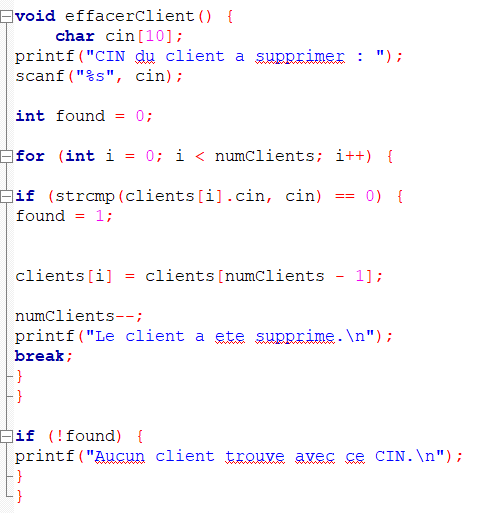 void effacerClient() {
char cin[10];
printf("CIN du client a supprimer : ");
scanf("%s", cin);
int found = 0;
for (int i = 0; i < numClients; i++) {
if (strcmp(clients[i].cin, cin) == 0) {
found = 1;
clients[i] = clients[numClients - 1];
numClients--;
printf("Le client a ete supprime.\n");
break;
}
}
if (!found) {
printf("Aucun client trouve avec ce CIN.\n");
}
}